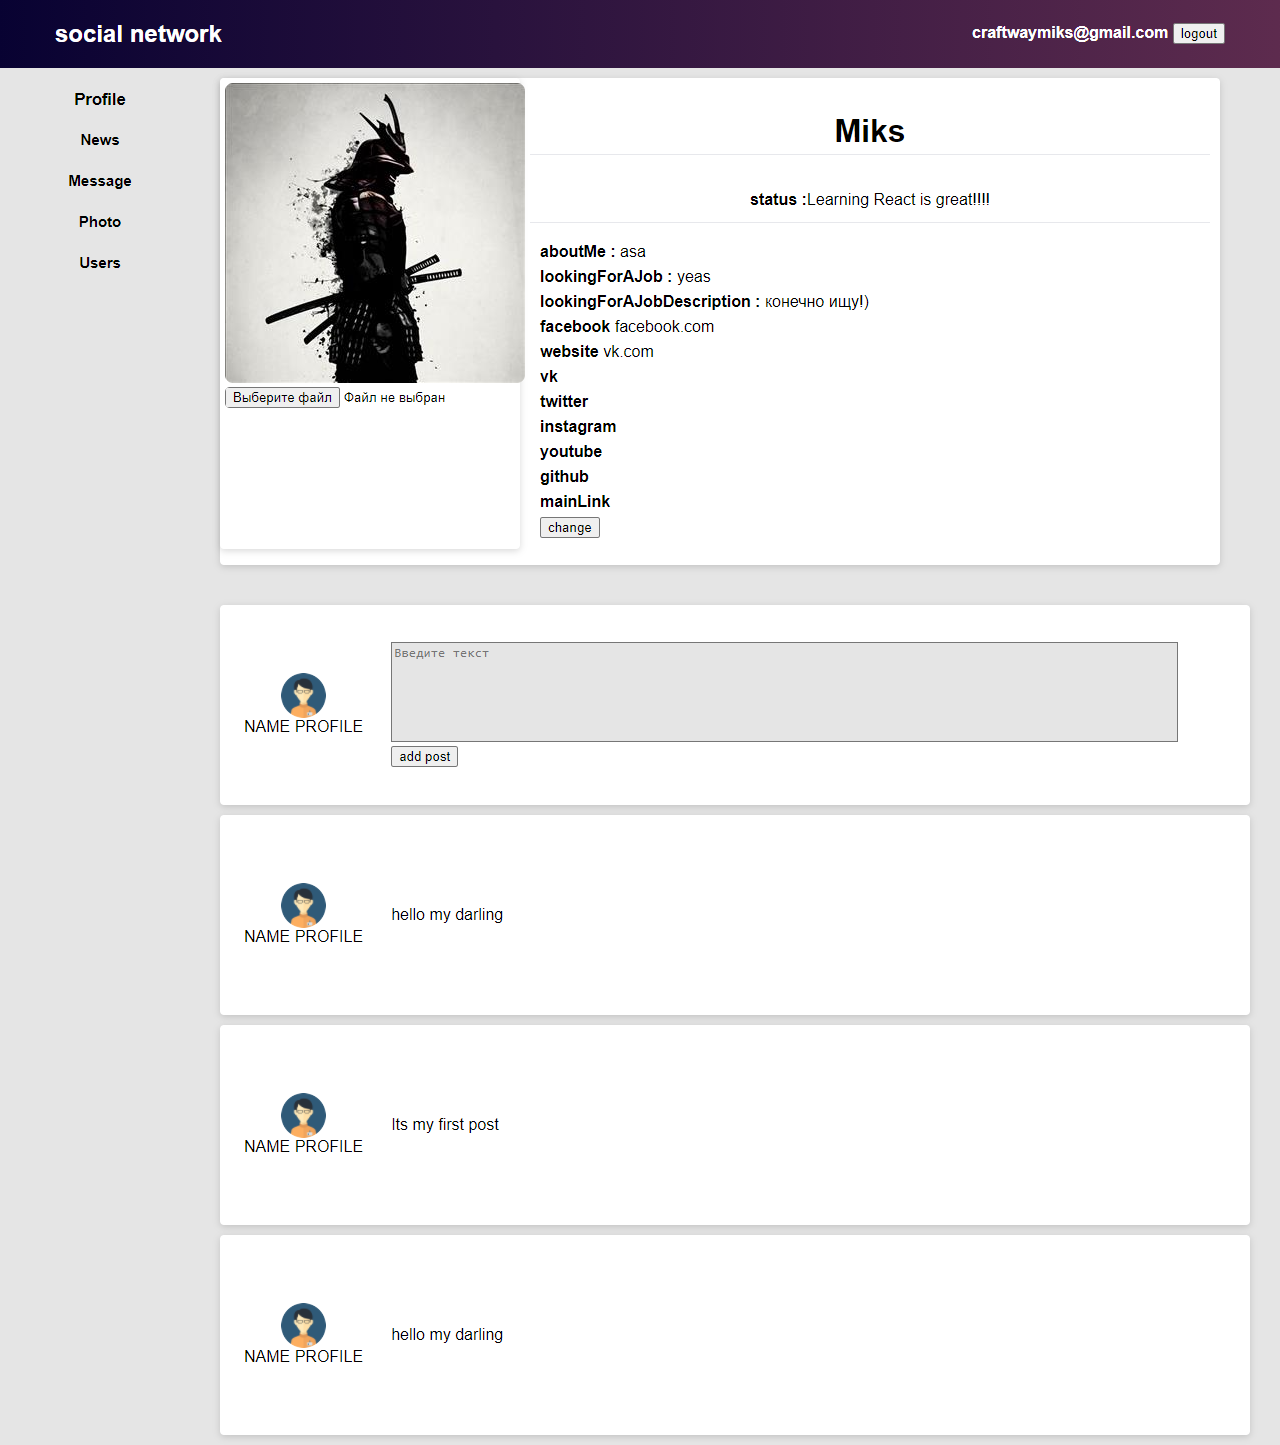 social network
craftwaymiks@gmail.com logout
Profile
News
Message
Photo
Users
Выберите файл Файл не выбран
Miks
status :Learning React is great!!!!
aboutMe : asa
lookingForAJob : yeas
lookingForAJobDescription : конечно ищу!)
facebook facebook.com
website vk.com
vk
twitter
instagram
youtube
github
mainLink
change
NAME PROFILE
Введите текст
add post
NAME PROFILE
hello my darling
NAME PROFILE
Its my first post
NAME PROFILE
hello my darling